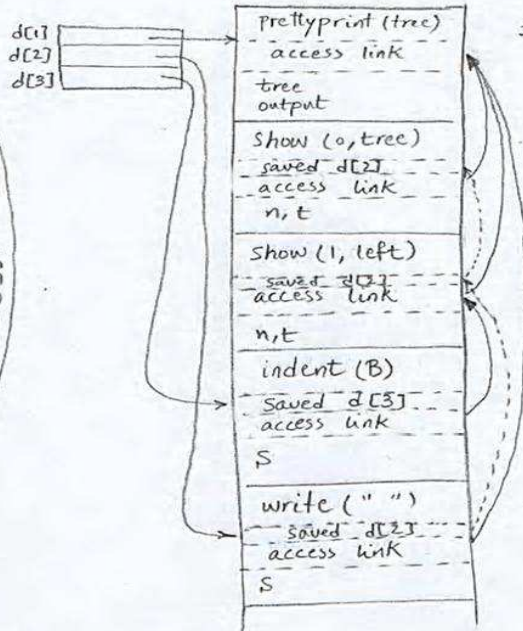 d[1]
d[2]
d[3]
Prettyprint (tree)
access link
tree
output
Show (0, tree)
saved d[2]
access link
n, t
Show (1, left)
saved d[2]
access link
n,t
indent (B)
Saved d[3]
access link
S
write (" ")
saved d[2]
access link
S